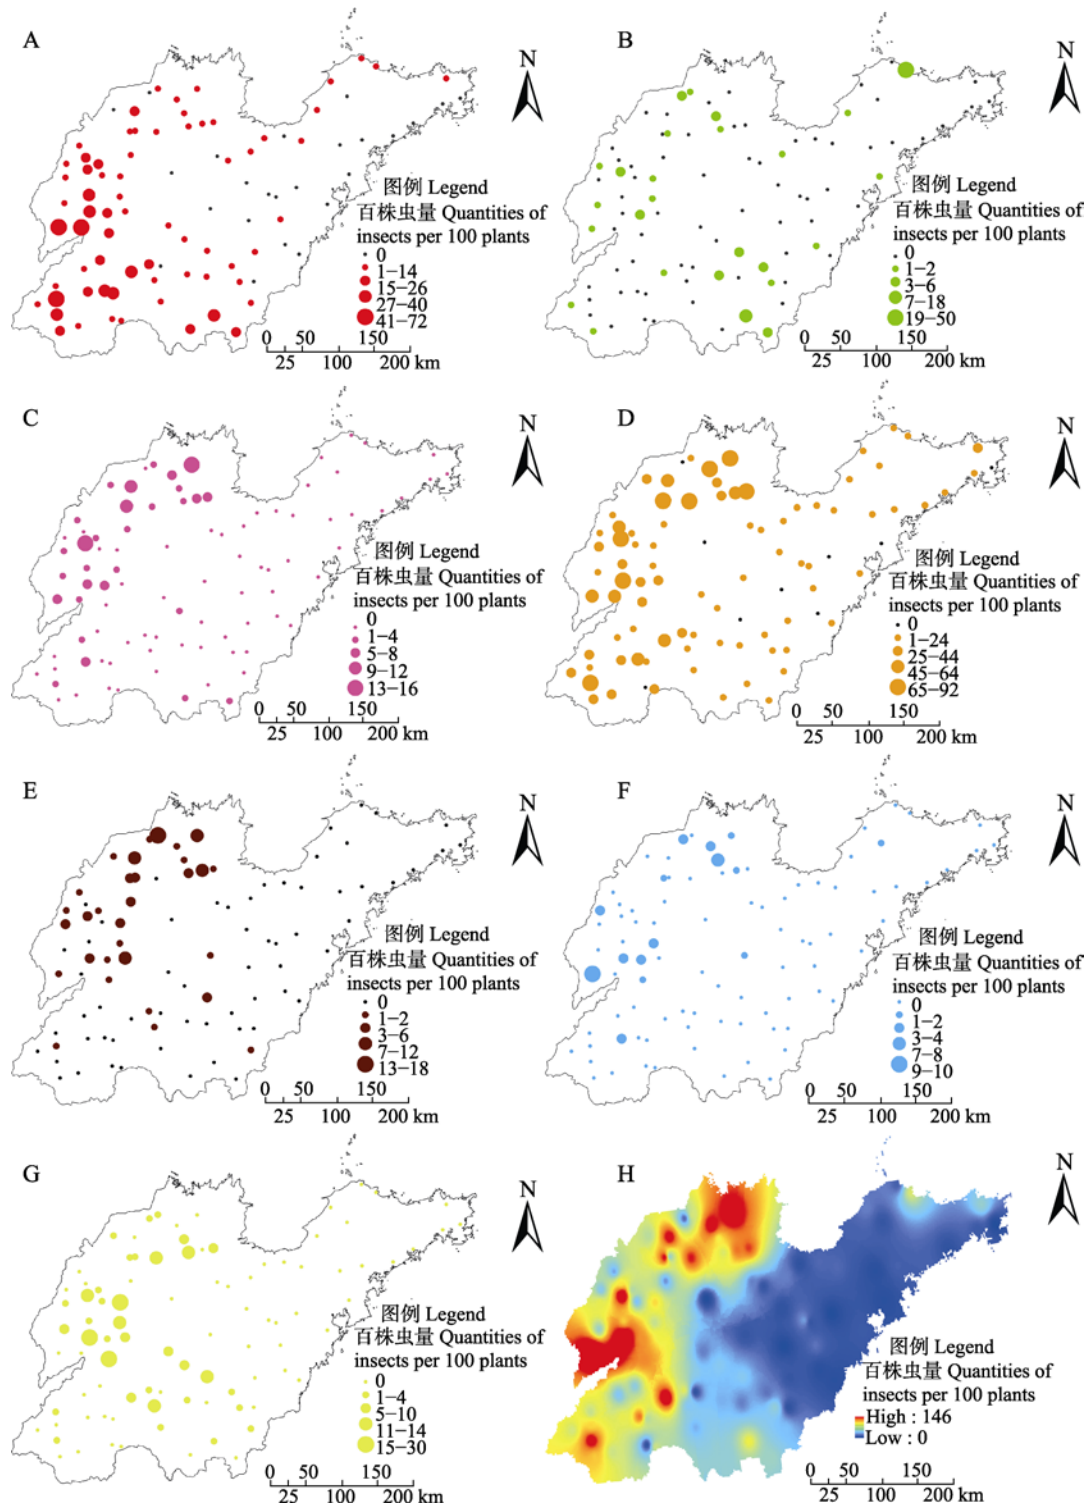 A
N
图例 Legend
百株虫量 Quantities of
insects per 100 plants
0
1−14
15−26
27−40
41−72
0 50 150
25 100 200 km
B
N
图例 Legend
百株虫量 Quantities of
insects per 100 plants
0
1−2
3−6
7−18
19−50
0 50 150
25 100 200 km
C
N
图例 Legend
百株虫量 Quantities of
insects per 100 plants
0
1−4
5−8
9−12
13−16
0 50 150
25 100 200 km
D
N
图例 Legend
百株虫量 Quantities of
insects per 100 plants
0
1−24
25−44
45−64
65−92
0 50 150
25 100 200 km
E
N
图例 Legend
百株虫量 Quantities of
insects per 100 plants
0
1−2
3−6
7−12
13−18
0 50 150
25 100 200 km
F
N
图例 Legend
百株虫量 Quantities of
insects per 100 plants
0
1−2
3−4
7−8
9−10
0 50 150
25 100 200 km
G
N
图例 Legend
百株虫量 Quantities of
insects per 100 plants
0
1−4
5−10
11−14
15−30
0 50 150
25 100 200 km
H
N
图例 Legend
百株虫量 Quantities of
insects per 100 plants
High : 146
Low : 0
0 50 150
25 100 200 km